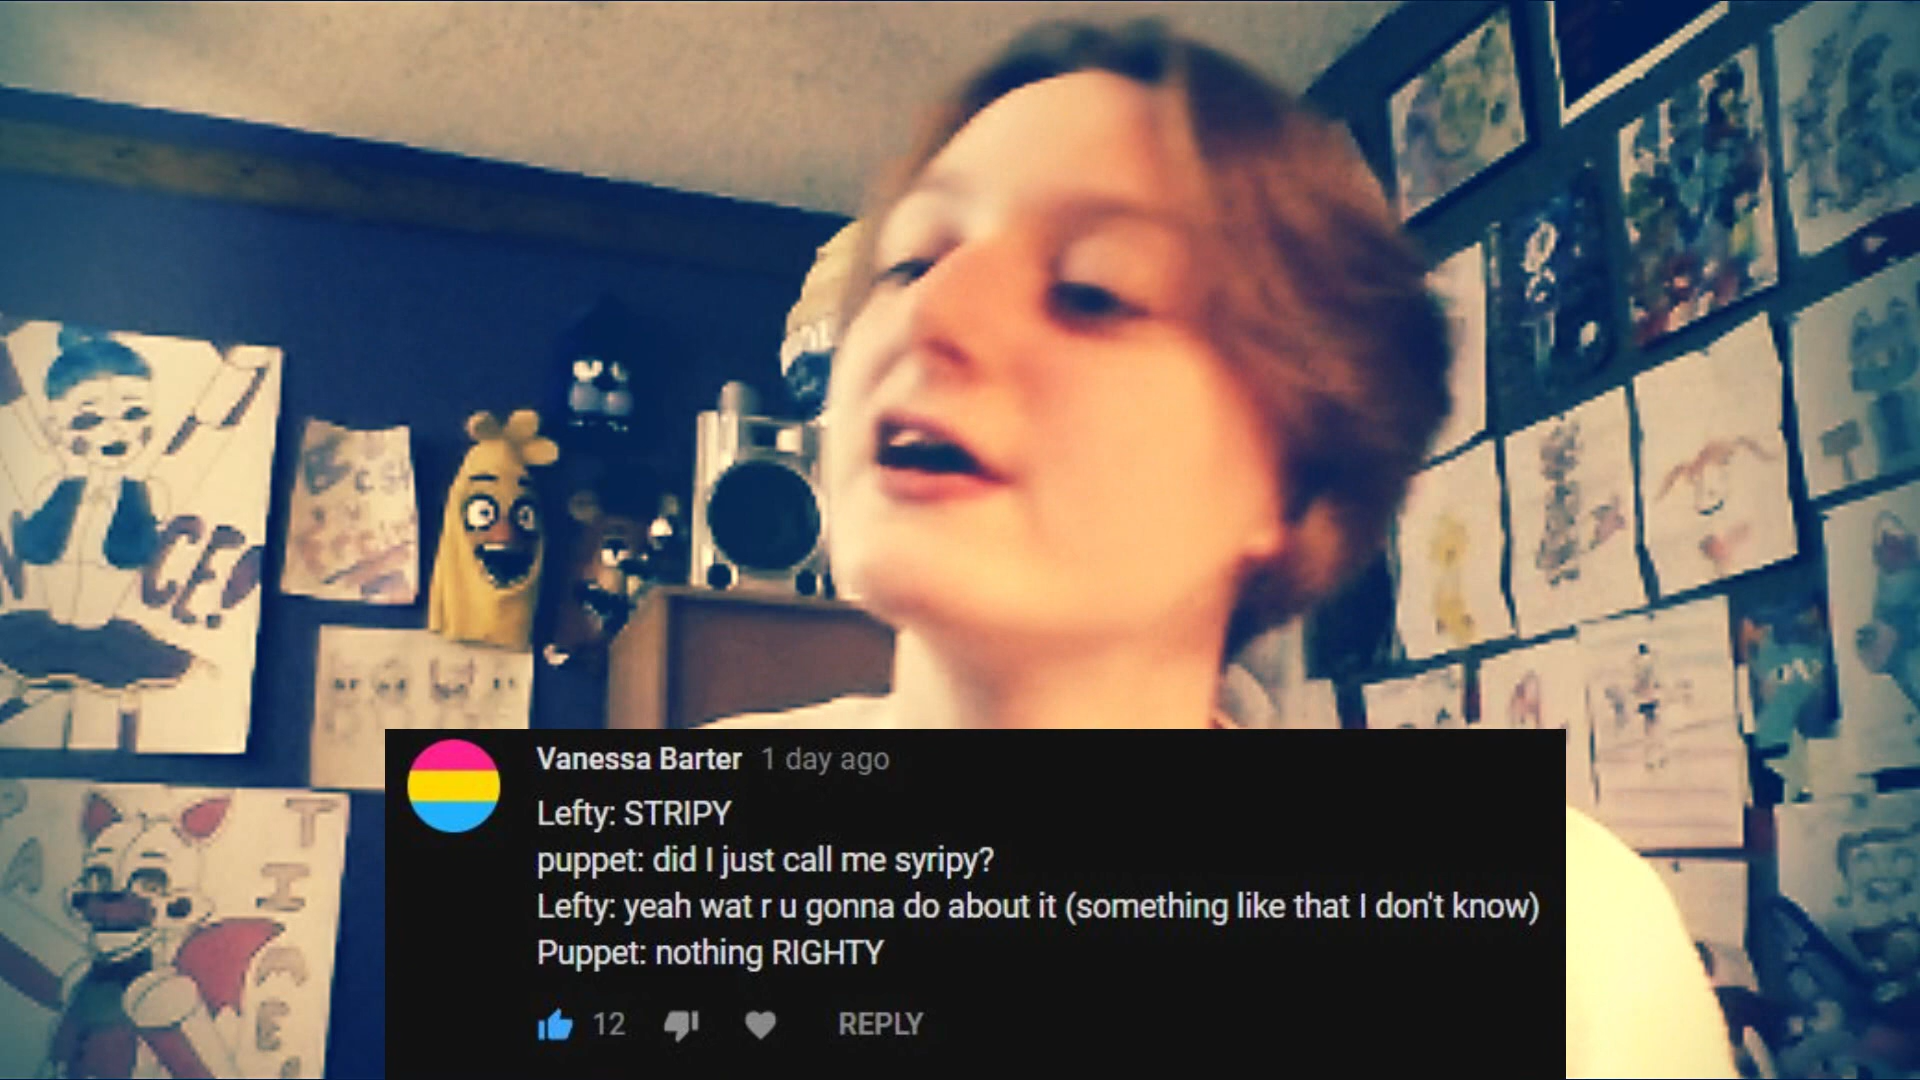 CE!
T
I
C
E
Vanessa Barter 1 day ago
Lefty: STRIPY
puppet: did I just call me syripy?
Lefty: yeah wat r u gonna do about it (something like that I don't know)
Puppet: nothing RIGHTY
12
REPLY